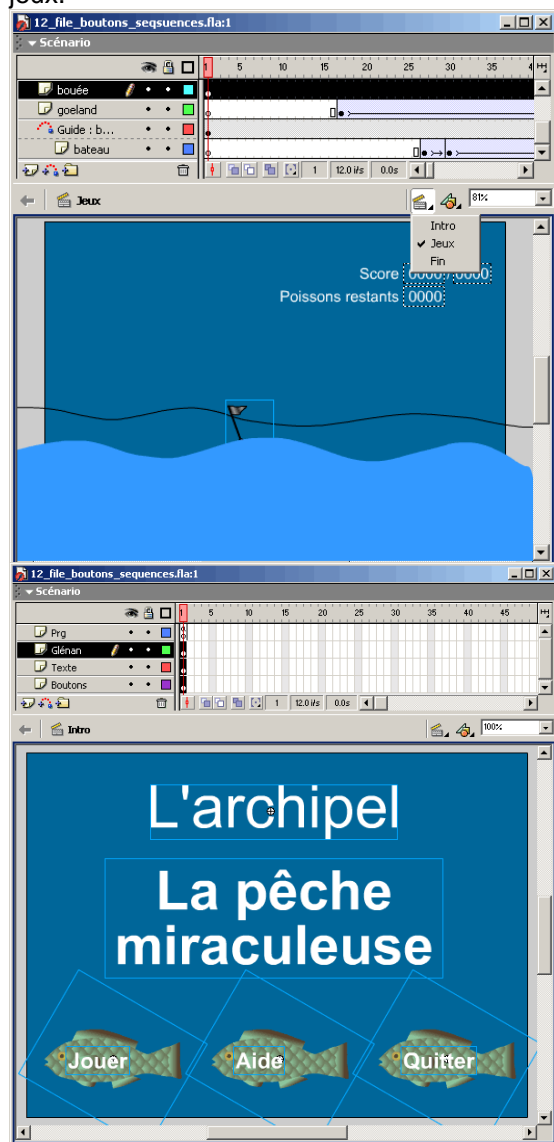 jeux.
12_file_boutons_seqsuences.fla:1
Scénario
1 5 10 15 20 25 30 35 4
bouée
goeland
Guide : b...
bateau
1 12.0 i/s 0.0s
Jeux 81%
Intro
Jeux
Fin
Score 0000 / 0000
Poissons restants 0000
12_file_boutons_sequences.fla:1
Scénario
1 5 10 15 20 25 30 35 40 45
Prg
Glénan
Texte
Boutons
1 12.0 i/s 0.0s
Intro 100%
L'archipel
La pêche
miraculeuse
Jouer Aide Quitter